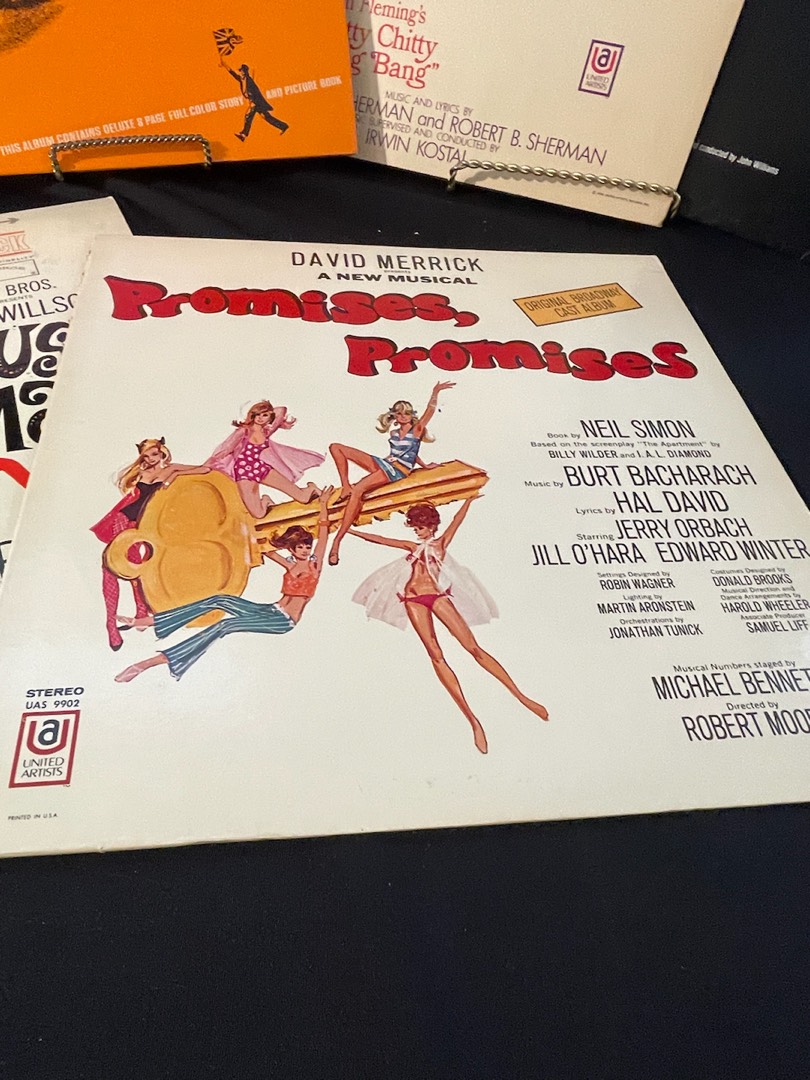 THIS ALBUM CONTAINS DELUXE 8 PAGE FULL COLOR STORY AND PICTURE BOOK
Fleming's
Chitty
"Bang"
MUSIC AND LYRICS BY
SHERMAN and ROBERT B. SHERMAN
SUPERVISED AND CONDUCTED BY
IRWIN KOSTAL
UNITED
ARTISTS
conducted by John Williams
BROS.
WILLSO
DAVID MERRICK
presents
A NEW MUSICAL
Promises,
Promises
ORIGINAL BROADWAY
CAST ALBUM
Book by NEIL SIMON
Based on the screenplay "The Apartment" by
BILLY WILDER and I. A. L. DIAMOND
Music by BURT BACHARACH
Lyrics by HAL DAVID
Starring JERRY ORBACH
JILL O'HARA EDWARD WINTER
Settings Designed by
ROBIN WAGNER
Lighting by
MARTIN ARONSTEIN
Orchestrations by
JONATHAN TUNICK
Costumes Designed by
DONALD BROOKS
Musical Direction and
Dance Arrangements by
HAROLD WHEELER
Associate Producer
SAMUEL LIFF
Musical Numbers staged by
MICHAEL BENNET
Directed by
ROBERT MOO
STEREO
UAS 9902
UNITED
ARTISTS
PRINTED IN U.S.A.